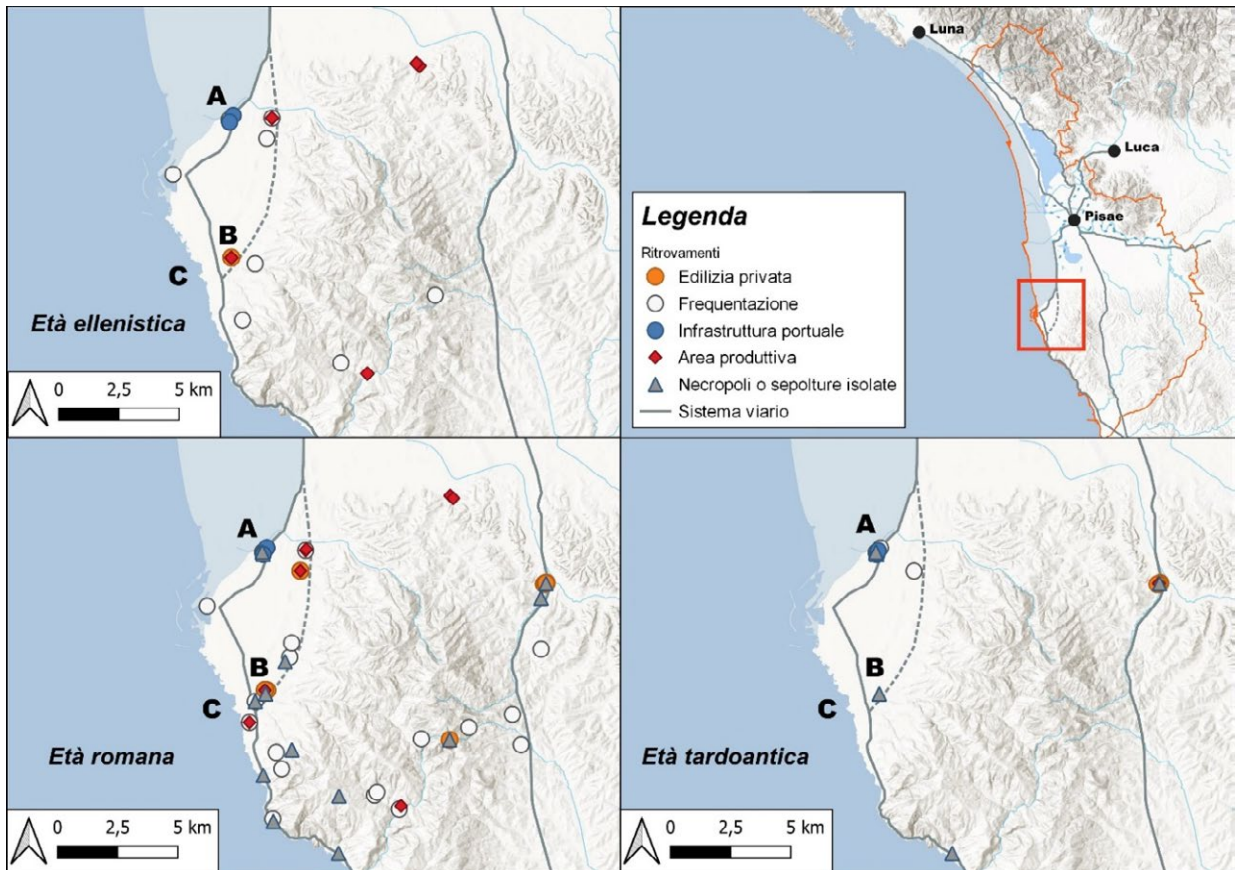 A
B
C
Età ellenistica
0 2,5 5 km
Luna
Luca
Pisae
Legenda
Ritrovamenti
Edilizia privata
Frequentazione
Infrastruttura portuale
Area produttiva
Necropoli o sepolture isolate
Sistema viario
A
B
C
Età romana
0 2,5 5 km
A
B
C
Età tardoantica
0 2,5 5 km